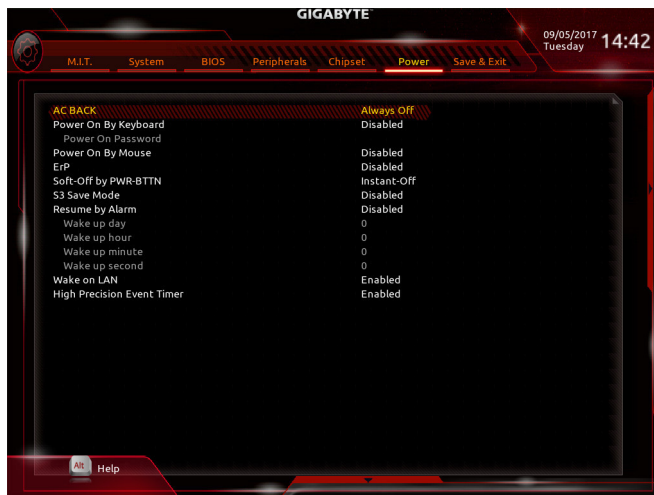 GIGABYTE™
09/05/2017 Tuesday 14:42
M.I.T. System BIOS Peripherals Chipset Power Save & Exit
AC BACK Always Off
Power On By Keyboard Disabled
Power On Password
Power On By Mouse Disabled
ErP Disabled
Soft-Off by PWR-BTTN Instant-Off
S3 Save Mode Disabled
Resume by Alarm Disabled
Wake up day 0
Wake up hour 0
Wake up minute 0
Wake up second 0
Wake on LAN Enabled
High Precision Event Timer Enabled
Alt Help